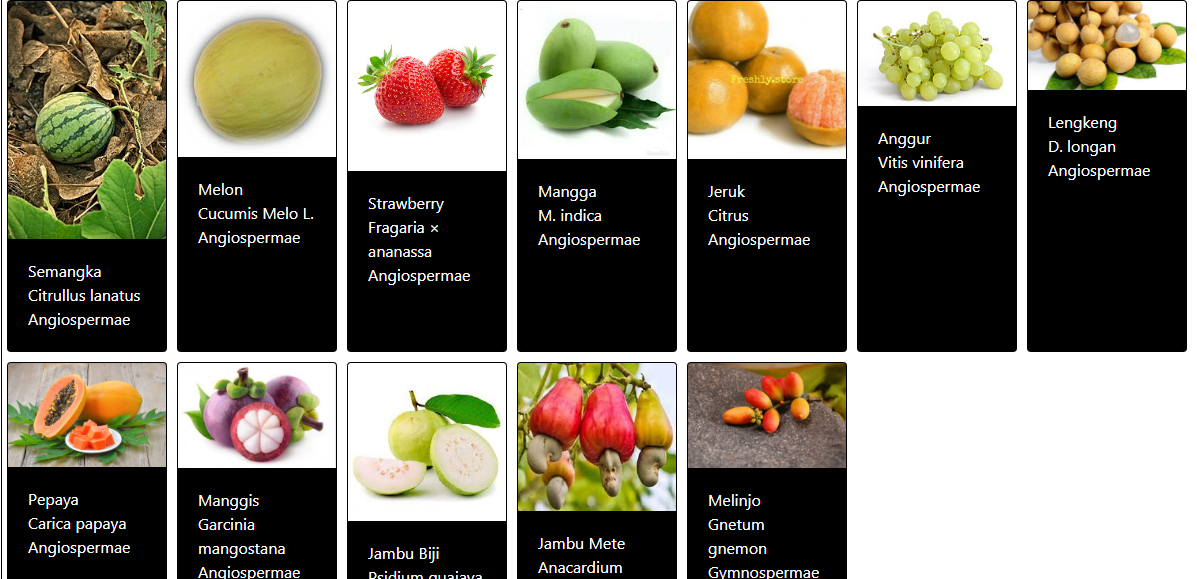 Freshly.store
Semangka
Citrullus lanatus
Angiospermae
Melon
Cucumis Melo L.
Angiospermae
Strawberry
Fragaria ×
ananassa
Angiospermae
Mangga
M. indica
Angiospermae
Jeruk
Citrus
Angiospermae
Anggur
Vitis vinifera
Angiospermae
Lengkeng
D. longan
Angiospermae
Pepaya
Carica papaya
Angiospermae
Manggis
Garcinia
mangostana
Angiospermae
Jambu Biji
Psidium guajava
Jambu Mete
Anacardium
Melinjo
Gnetum
gnemon
Gymnospermae